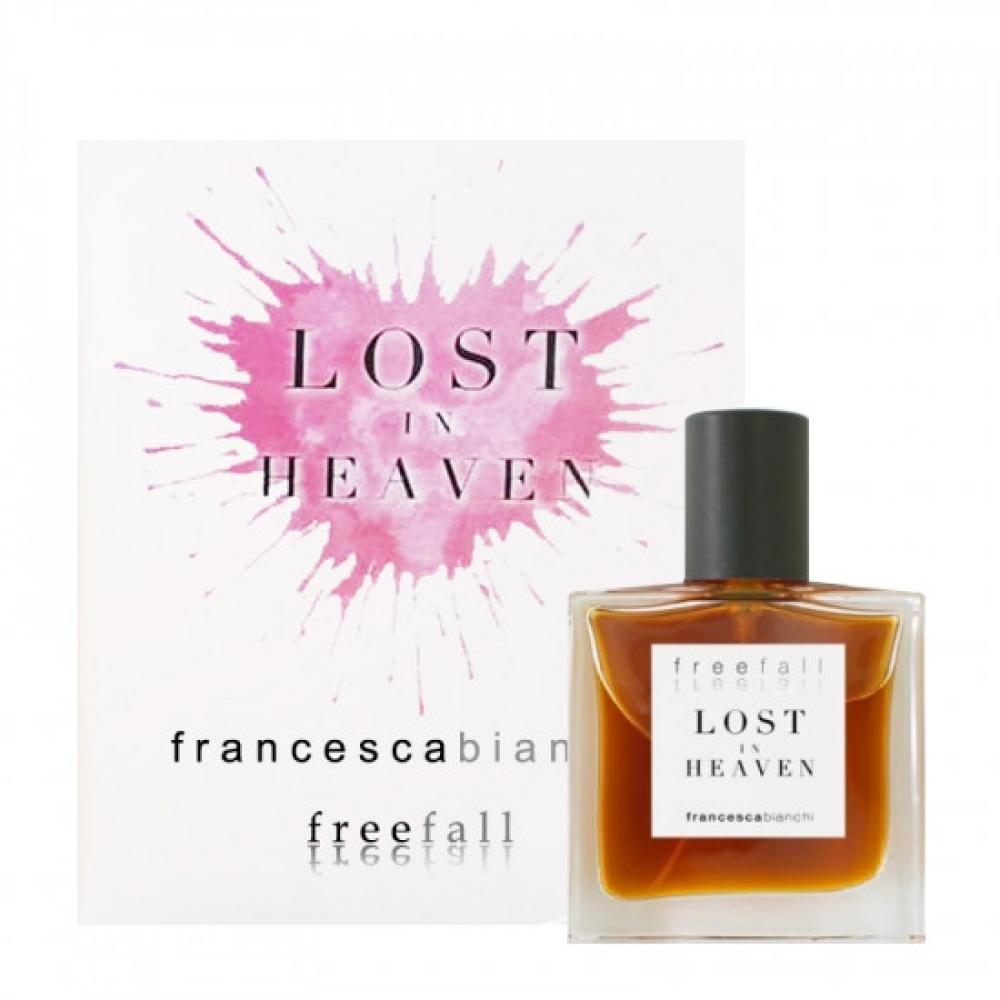 LOST
IN
HEAVEN
francescabian
freefall
freefall
LOST
IN
HEAVEN
francescabianchi